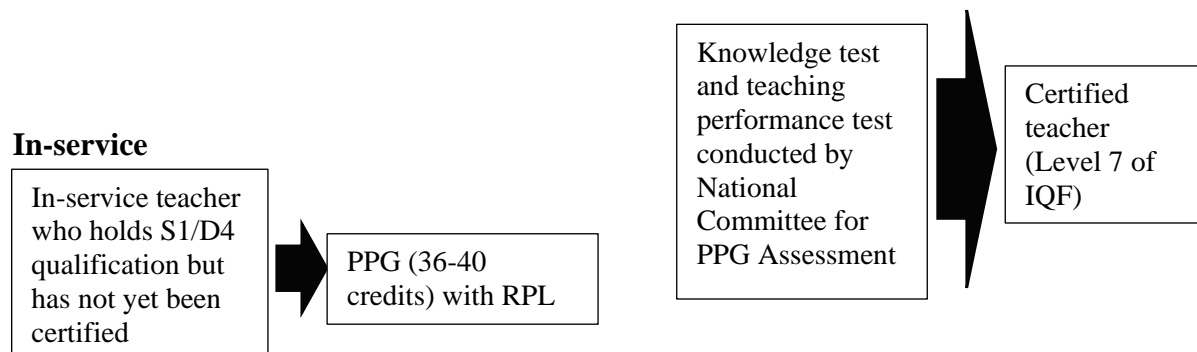 In-service
In-service teacher
who holds S1/D4
qualification but
has not yet been
certified
PPG (36-40
credits) with RPL
Knowledge test
and teaching
performance test
conducted by
National
Committee for
PPG Assessment
Certified
teacher
(Level 7 of
IQF)